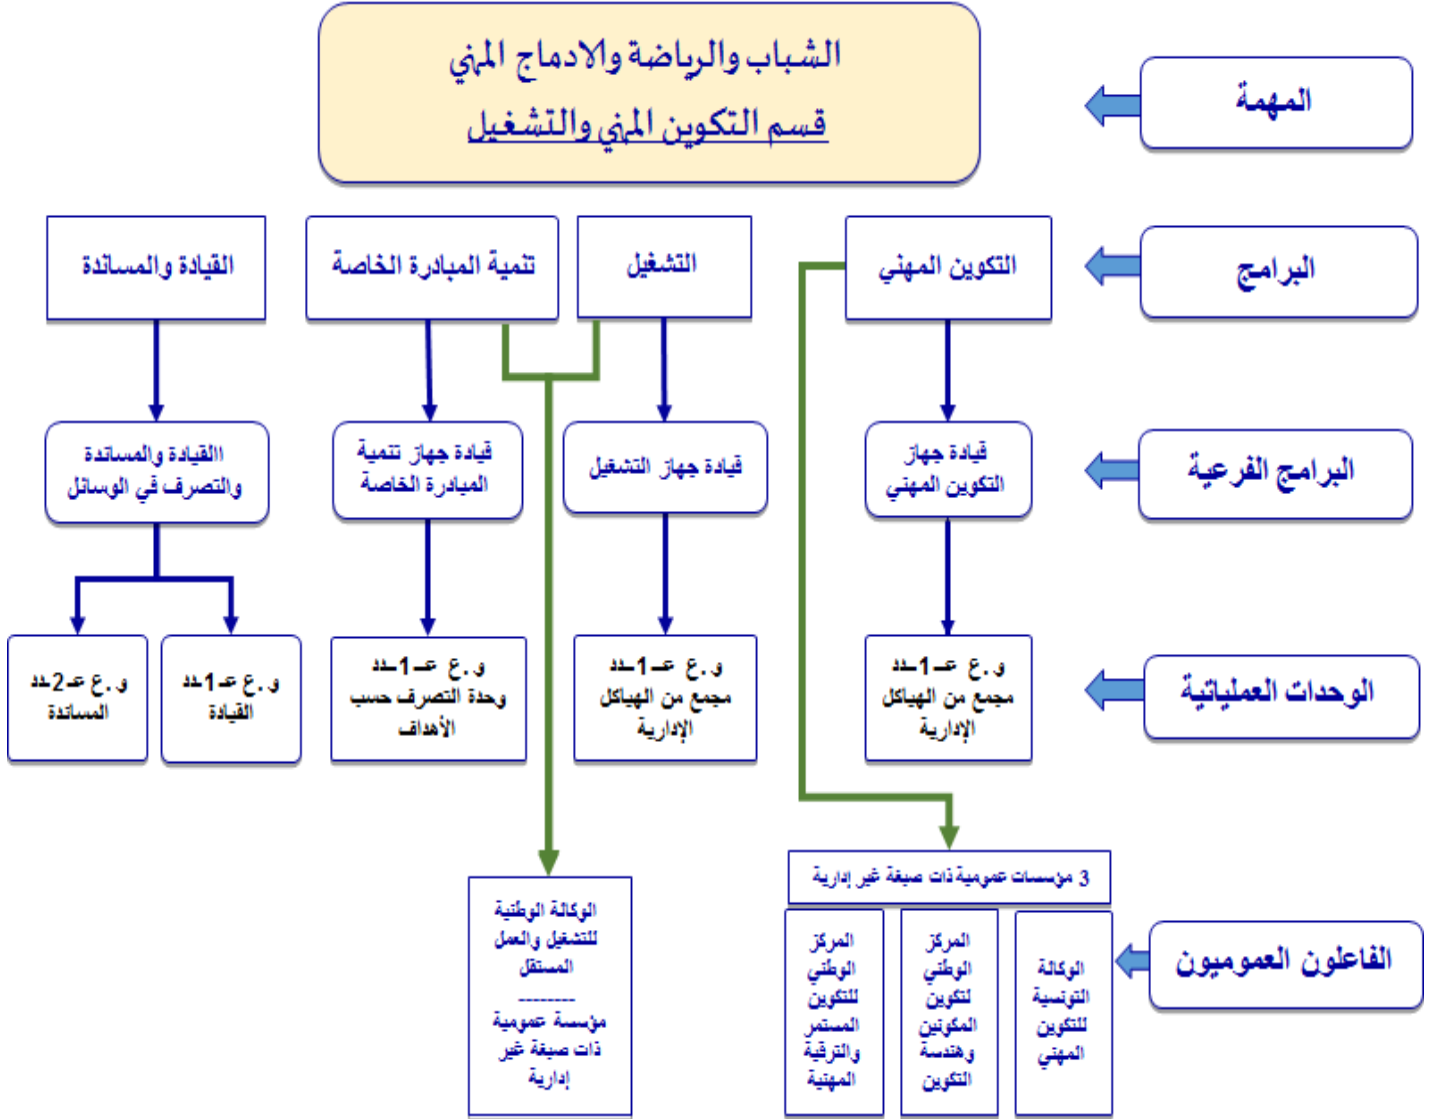 الشباب والرياضة والادماج المهني
قسم التكوين المهني والتشغيل
المهمة
البرامج
التكوين المهني
التشغيل
تنمية المبادرة الخاصة
القيادة والمساندة
البرامج الفرعية
قيادة جهاز
التكوين المهني
قيادة جهاز التشغيل
قيادة جهاز تنمية
المبادرة الخاصة
االقيادة والمساندة
والتصرف في الوسائل
الوحدات العملياتية
و.ع عـ1ـدد
مجمع من الهياكل
الإدارية
و.ع عـ1ـدد
مجمع من الهياكل
الإدارية
و.ع عـ1ـدد
وحدة التصرف حسب
الأهداف
و.ع عـ1ـدد
القيادة
و.ع عـ2ـدد
المساندة
الفاعلون العموميون
3 مؤسسات عمومية ذات صبغة غير إدارية
الوكالة
التونسية
للتكوين
المهني
المركز
الوطني
لتكوين
المكونين
وهندسة
التكوين
المركز
الوطني
للتكوين
المستمر
والترقية
المهنية
الوكالة الوطنية
للتشغيل والعمل
المستقل
--------
مؤسسة عمومية
ذات صبغة غير
إدارية